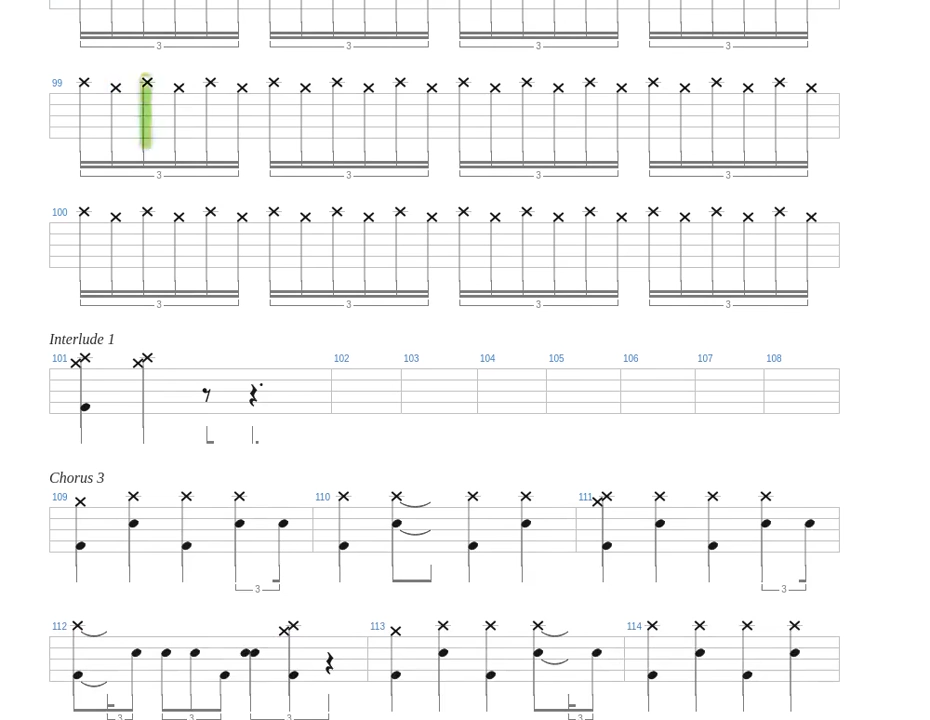 3 3 3 3
99
3 3 3 3
100
3 3 3 3
Interlude 1
101 102 103 104 105 106 107 108
Chorus 3
109 110 111
3 3
112 113 114
3 3 3 3